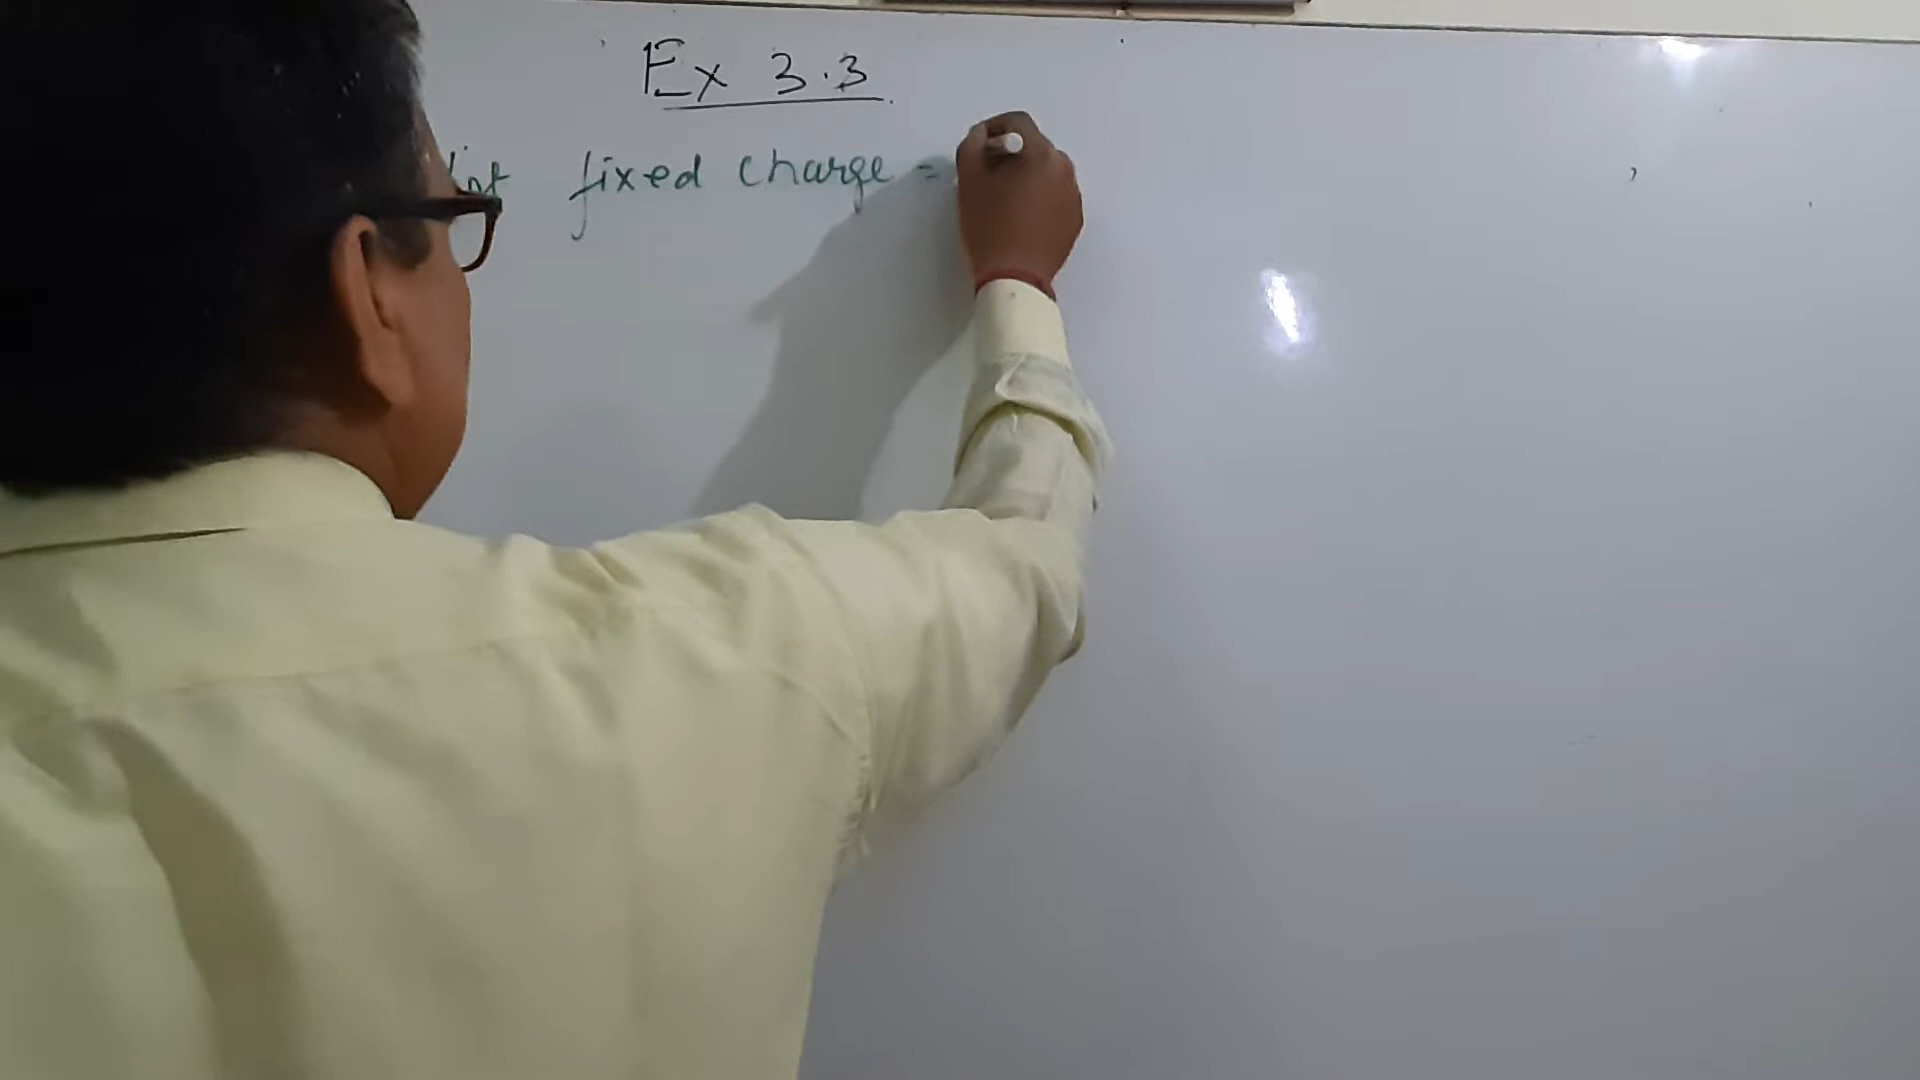 Ex 3.3
fixed charge =